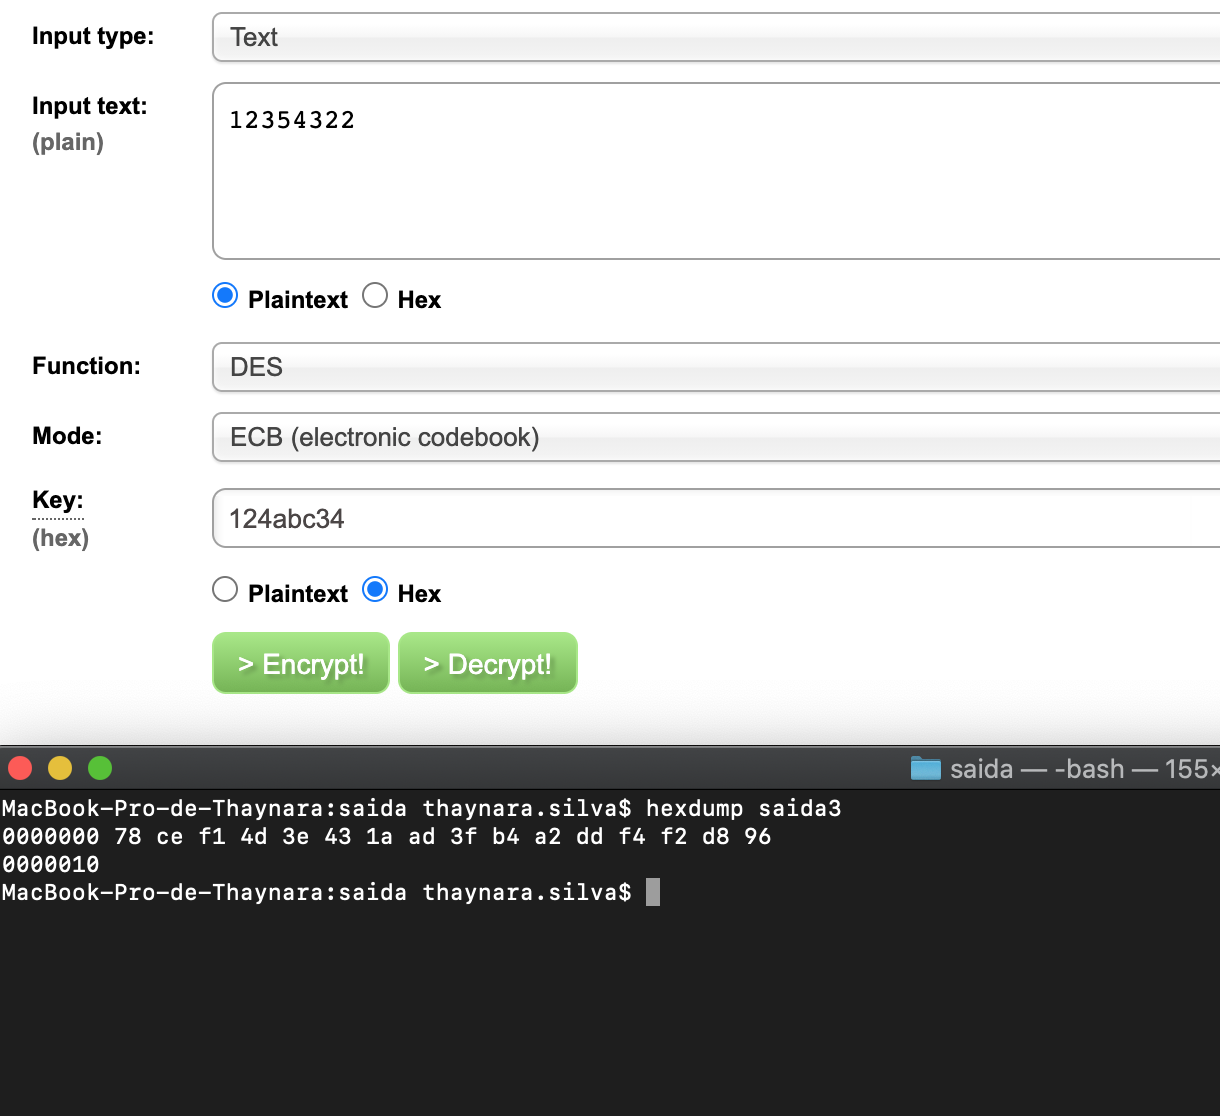 Input type:
Text
Input text:
(plain)
12354322
Plaintext Hex
Function:
DES
Mode:
ECB (electronic codebook)
Key:
(hex)
124abc34
Plaintext Hex
> Encrypt! > Decrypt!
saida — -bash — 155×
MacBook-Pro-de-Thaynara:saida thaynara.silva$ hexdump saida3
0000000 78 ce f1 4d 3e 43 1a ad 3f b4 a2 dd f4 f2 d8 96
0000010
MacBook-Pro-de-Thaynara:saida thaynara.silva$